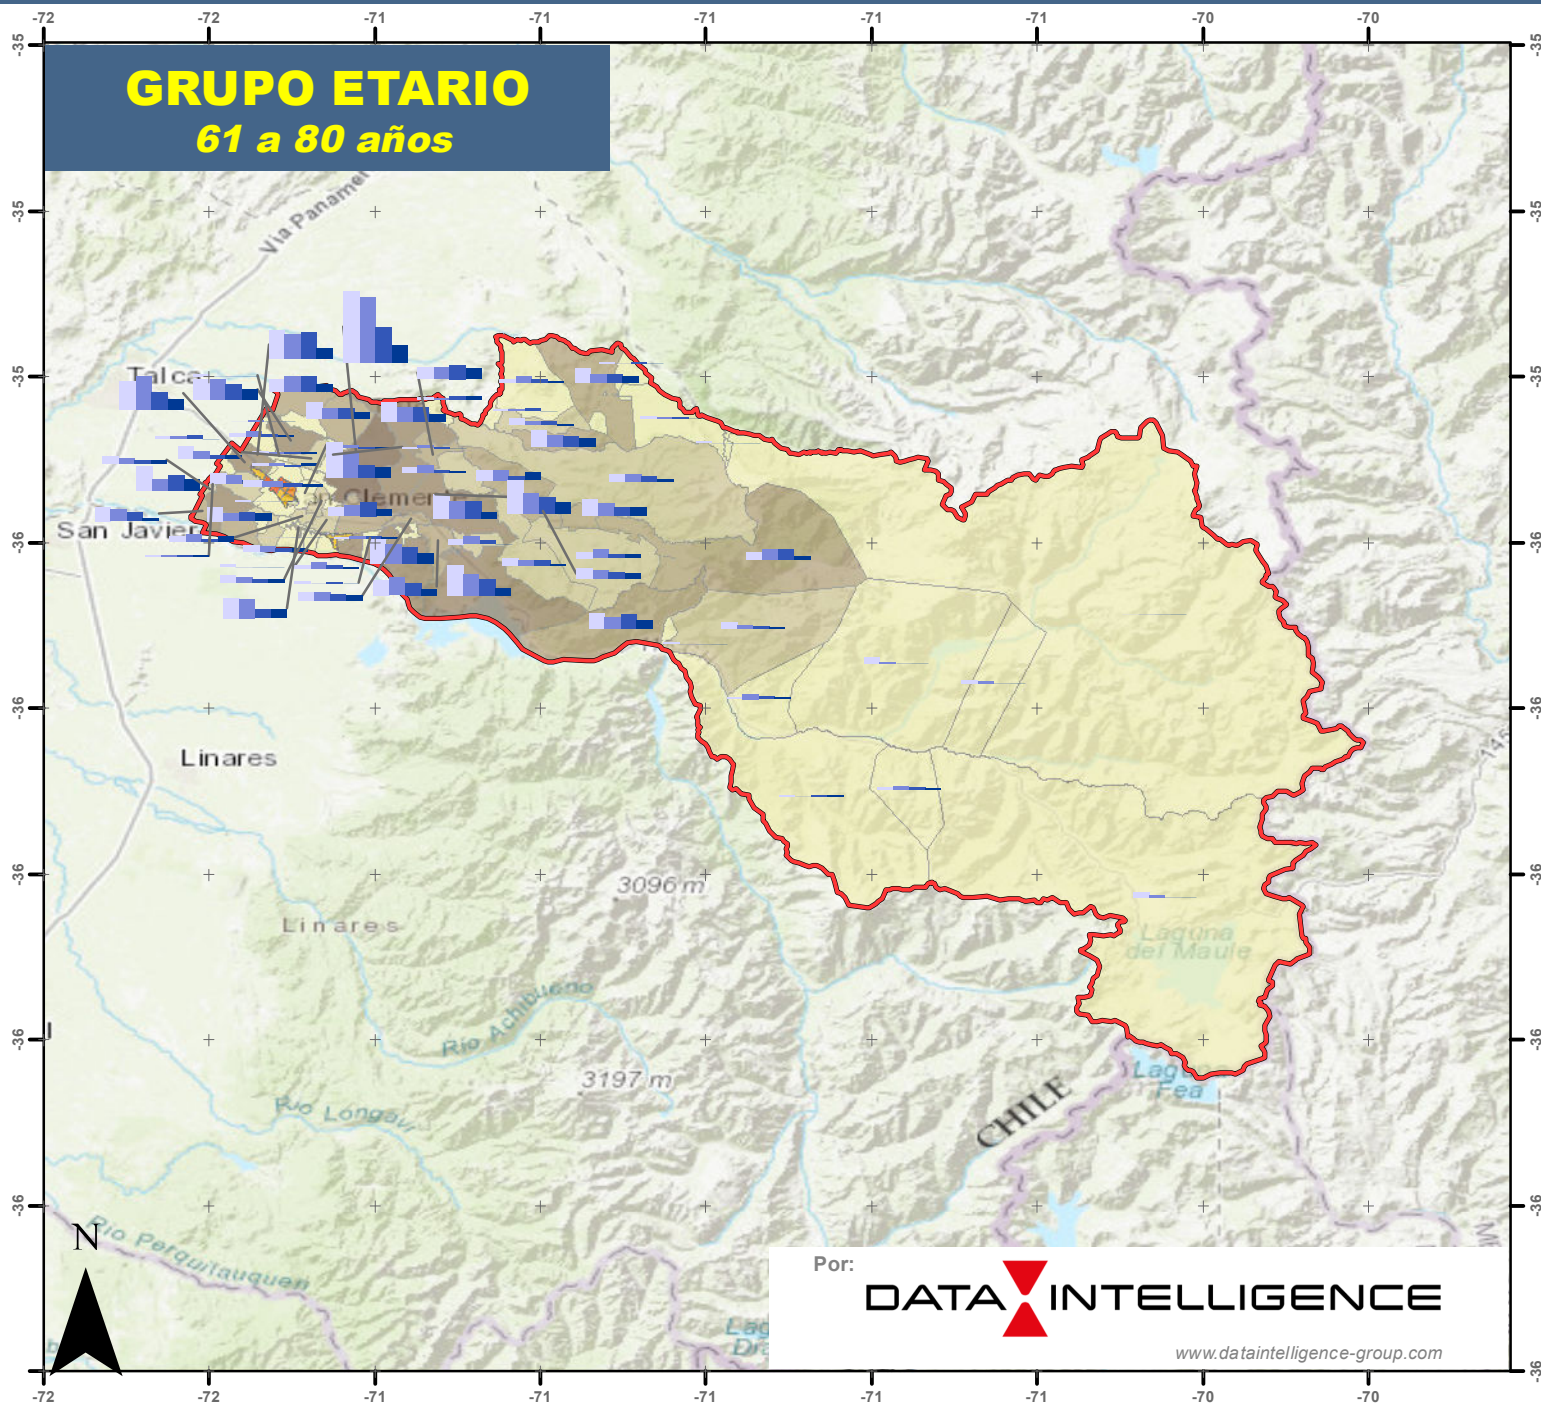 -72
-72
-71
-71
-71
-71
-71
-70
-70
GRUPO ETARIO
61 a 80 años
Via Paname
Talca
San Clemen
San Javier
Linares
Linares
3096 m
Laguna
del Maule
Rio Achibueno
3197 m
Lag
Fea
CHILE
Rio Longavi
Rio Perquilauquen
N
145
Por:
DATA INTELLIGENCE
www.dataintelligence-group.com
-35
-35
-35
-36
-36
-36
-36
-36
-36
-35
-35
-35
-36
-36
-36
-36
-36
-36
-72
-72
-71
-71
-71
-71
-71
-70
-70